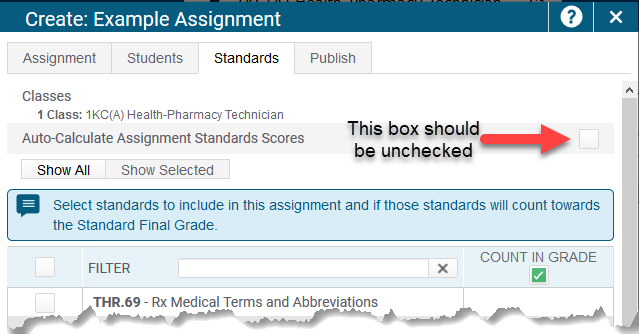 Create: Example Assignment
?
Assignment Students Standards Publish
Classes
1 Class: 1KC(A) Health-Pharmacy Technician
Auto-Calculate Assignment Standards Scores
This box should
be unchecked
Show All Show Selected
Select standards to include in this assignment and if those standards will count towards
the Standard Final Grade.
FILTER COUNT IN GRADE
THR.69 - Rx Medical Terms and Abbreviations